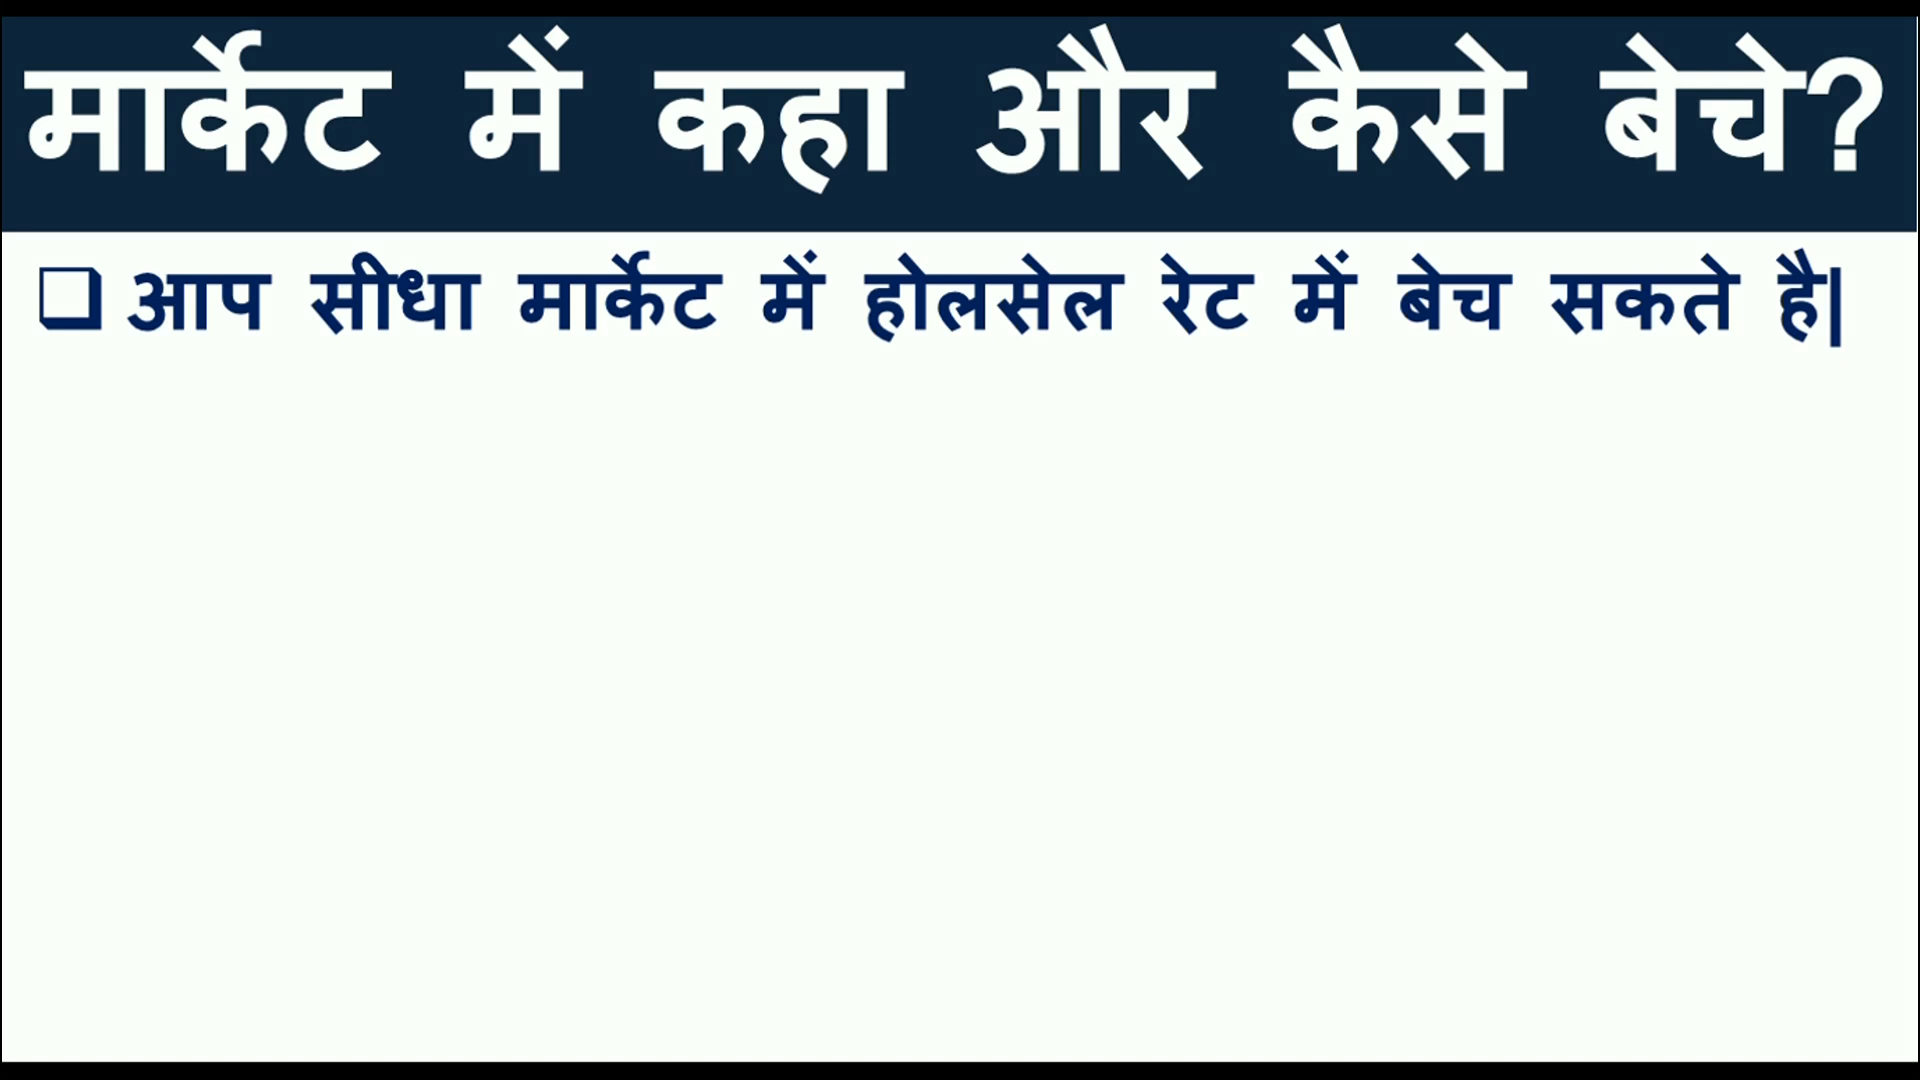 मार्केट में कहा और कैसे बेचे?
❑ आप सीधा मार्केट में होलसेल रेट में बेच सकते है|